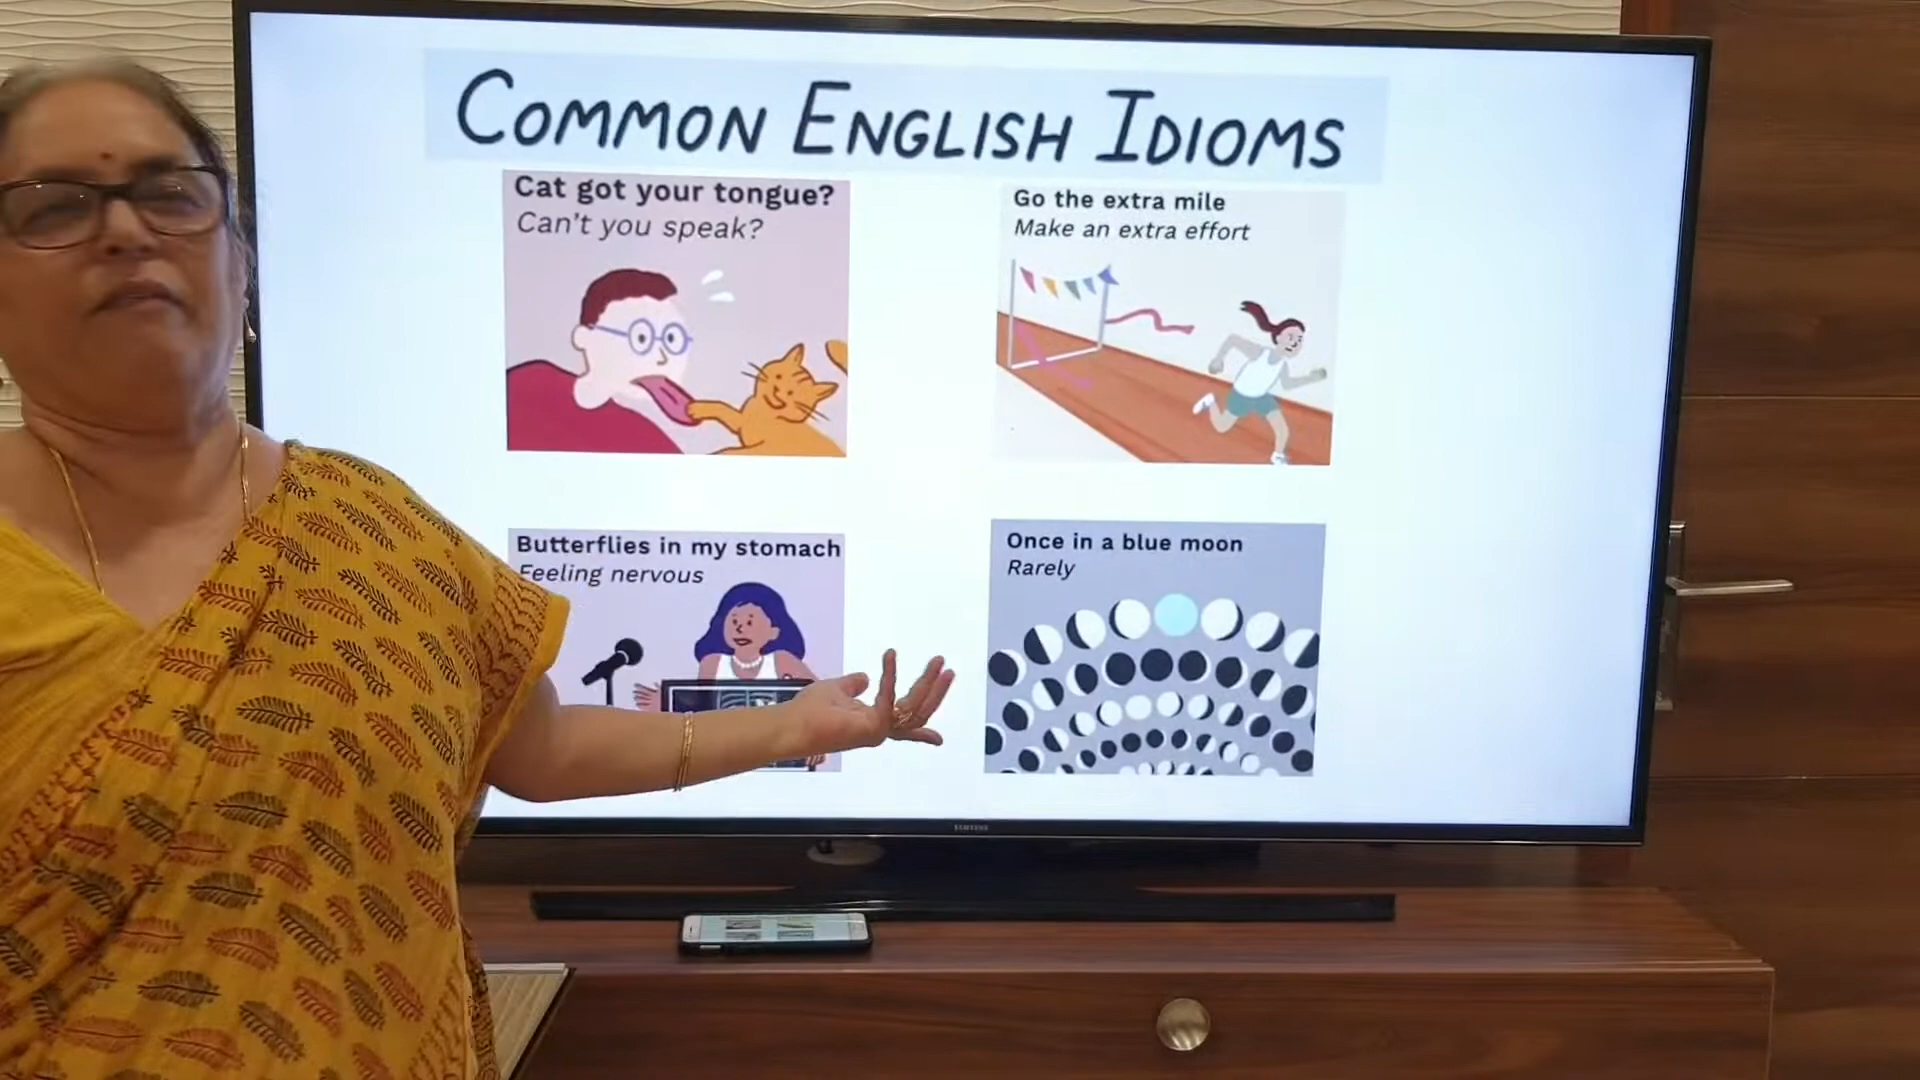 COMMON ENGLISH IDIOMS
Cat got your tongue?
Can't you speak?
Go the extra mile
Make an extra effort
Butterflies in my stomach
Feeling nervous
Once in a blue moon
Rarely
SAMSUNG